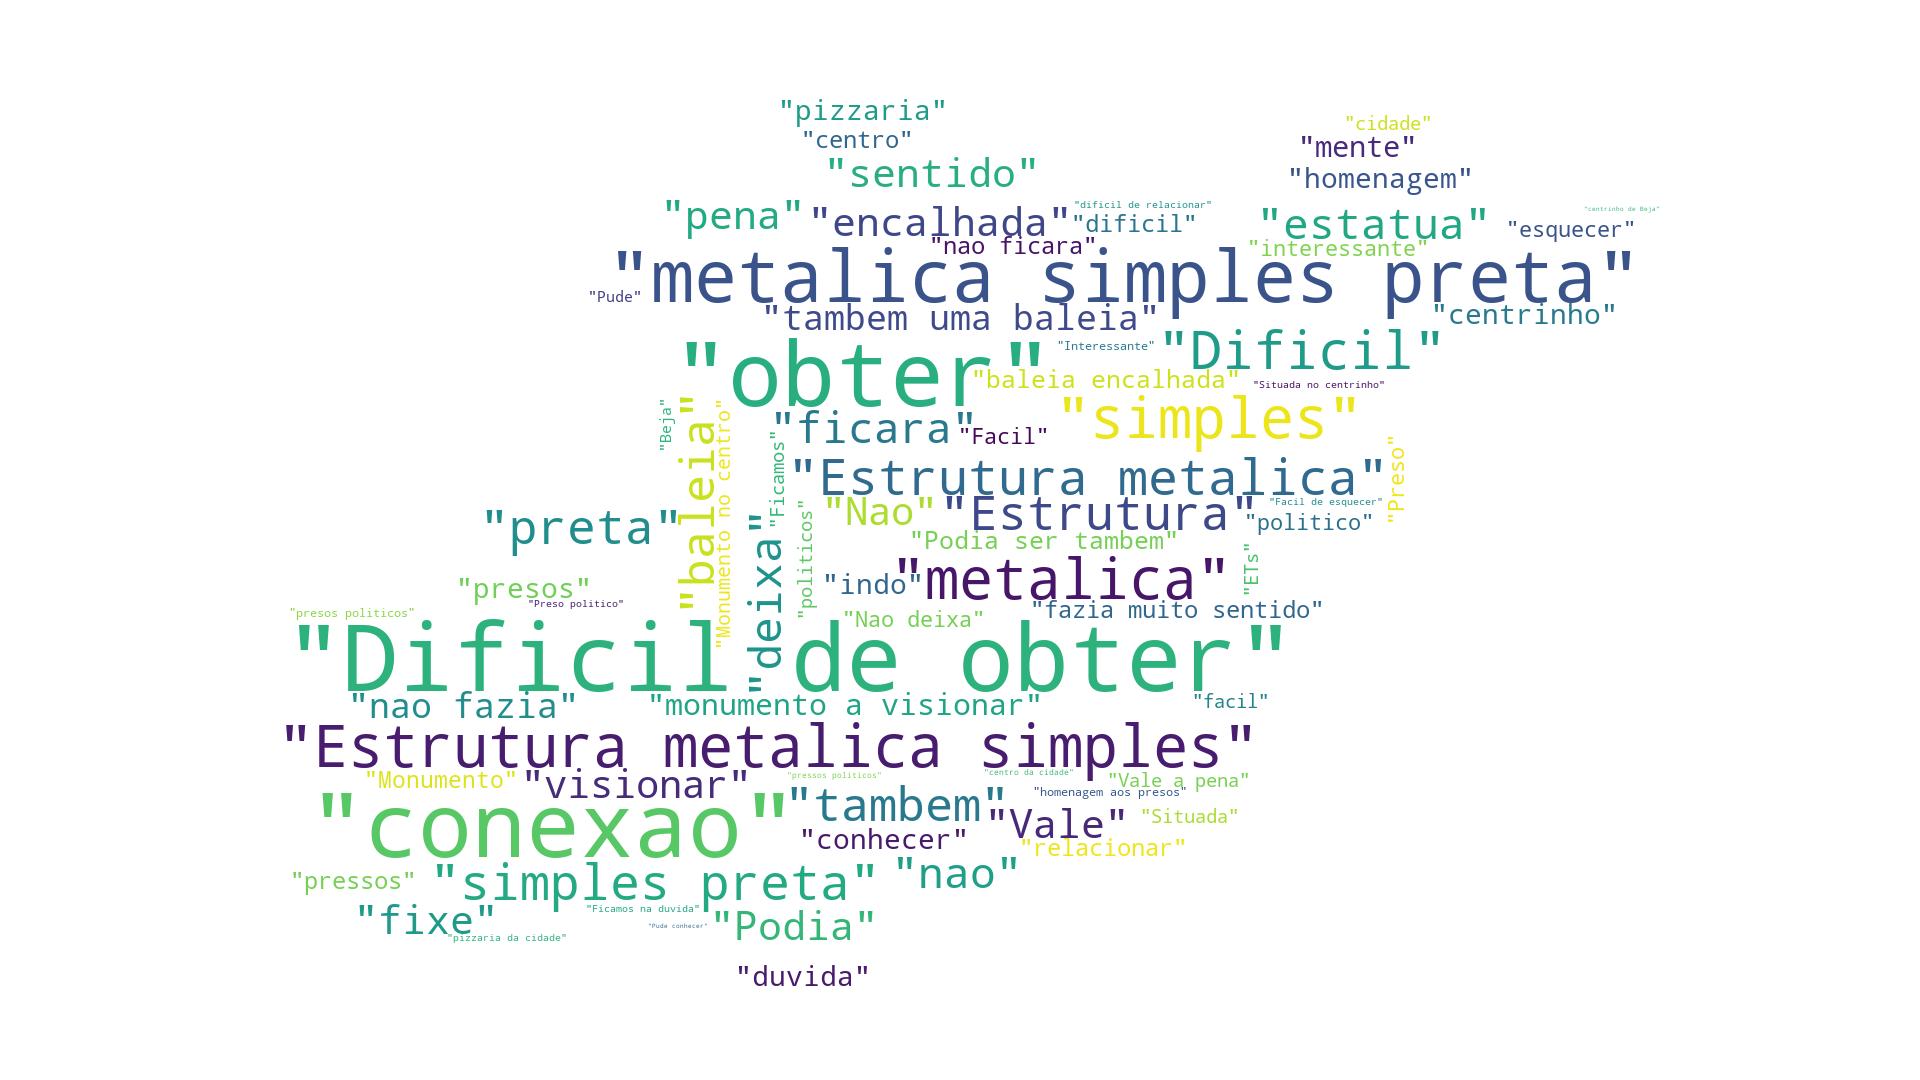 "pizzaria"
"cidade"
"centro"
"mente"
"sentido"
"homenagem"
"dificil de relacionar"
"centrinho de Beja"
"pena"
"encalhada"
"dificil"
"estatua"
"esquecer"
"nao ficara"
"interessante"
"metalica simples preta"
"Pude"
"tambem uma baleia"
"centrinho"
"obter"
"Interessante"
"Dificil"
"baleia encalhada"
"Situada no centrinho"
"simples"
"Beja"
"baleia"
"Monumento no centro"
"ficara"
"Facil"
"Ficamos"
"Estrutura metalica"
"Preso"
"preta"
"deixa"
"politicos"
"Nao"
"Estrutura"
"Facil de esquecer"
"politico"
"Podia ser tambem"
"metalica"
"ETs"
"indo"
"presos"
"Preso politico"
"presos politicos"
"Nao deixa"
"fazia muito sentido"
"Dificil de obter"
"nao fazia"
"monumento a visionar"
"facil"
"Estrutura metalica simples"
"Monumento"
"visionar"
"pressos politicos"
"centro da cidade"
"Vale a pena"
"homenagem aos presos"
"conexao"
"tambem"
"Vale"
"Situada"
"conhecer"
"relacionar"
"pressos"
"simples preta"
"nao"
"fixe"
"Ficamos na duvida"
"Pude conhecer"
"Podia"
"pizzaria da cidade"
"duvida"